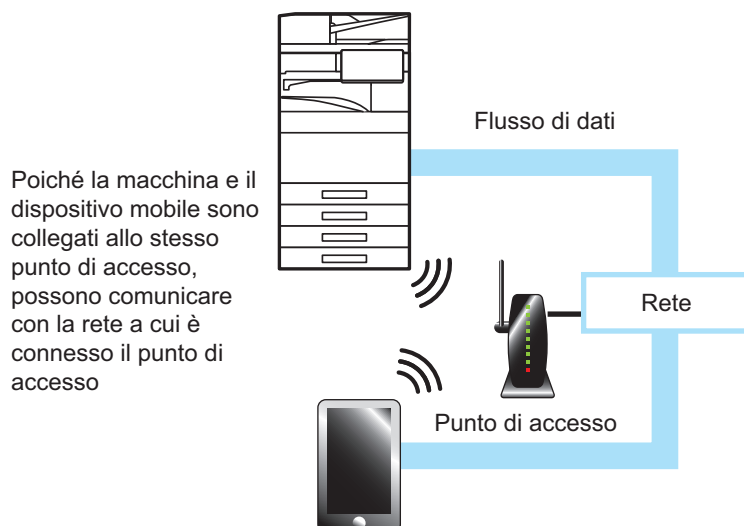 Flusso di dati
Poiché la macchina e il
dispositivo mobile sono
collegati allo stesso
punto di accesso,
possono comunicare
con la rete a cui è
connesso il punto di
accesso
Rete
Punto di accesso